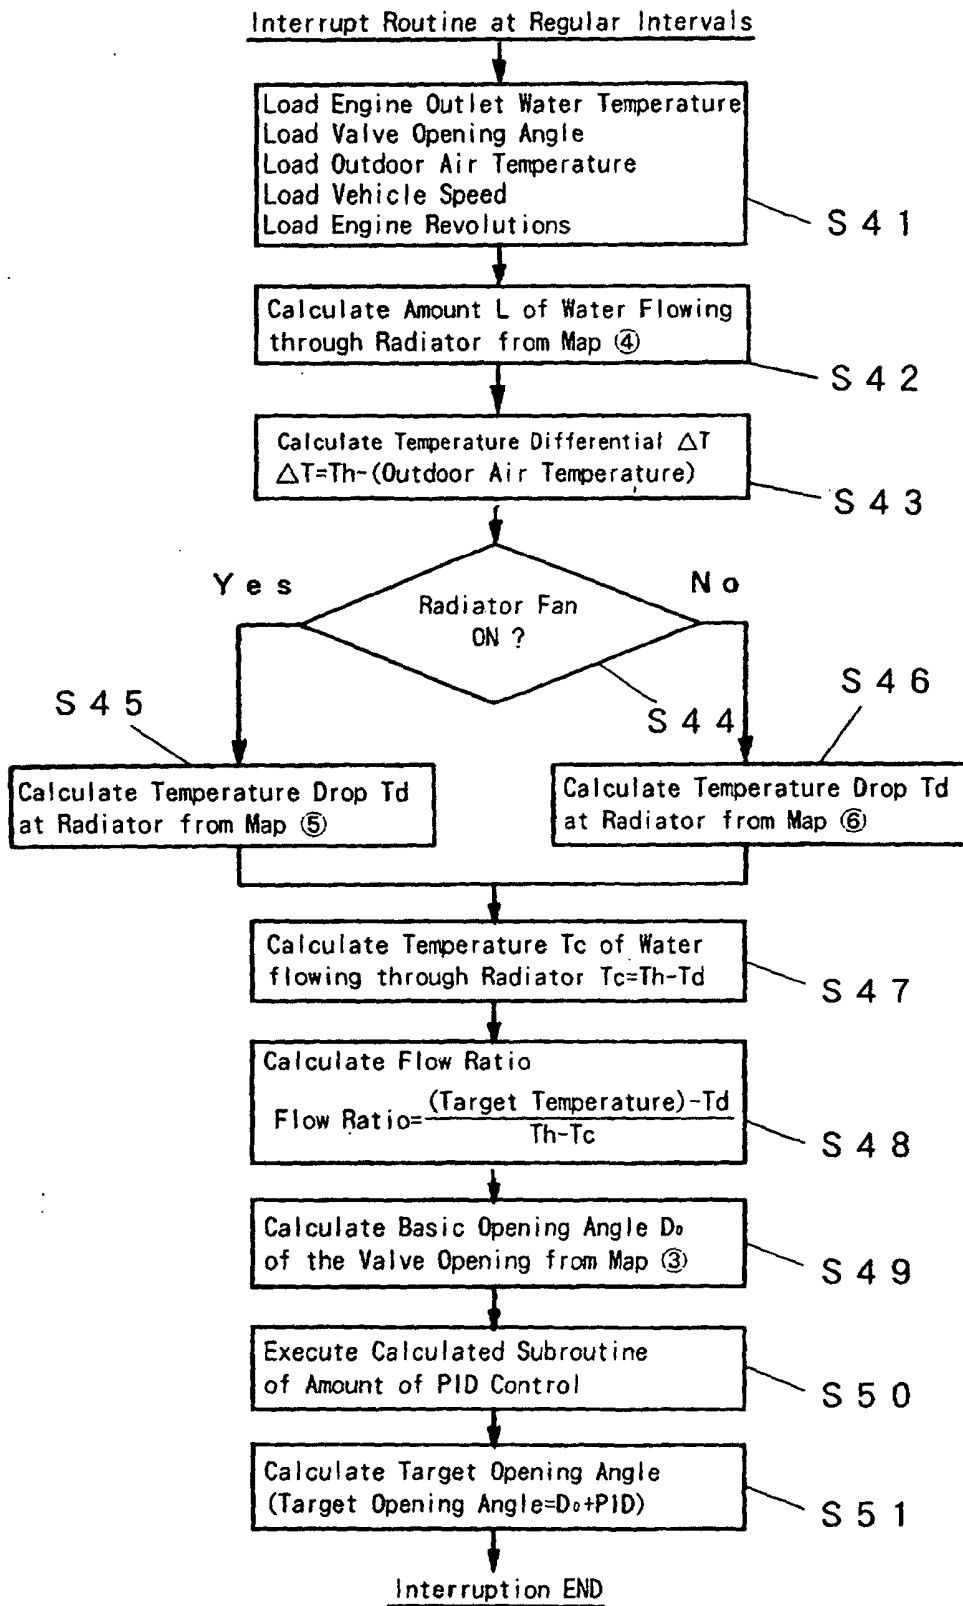 Interrupt Routine at Regular Intervals
Load Engine Outlet Water Temperature
Load Valve Opening Angle
Load Outdoor Air Temperature
Load Vehicle Speed
Load Engine Revolutions
S41
Calculate Amount L of Water Flowing
through Radiator from Map ④
S42
Calculate Temperature Differential △T
△T=Th-(Outdoor Air Temperature)
S43
Yes
No
Radiator Fan
ON ?
S44
S45
S46
Calculate Temperature Drop Td
at Radiator from Map ⑤
Calculate Temperature Drop Td
at Radiator from Map ⑥
Calculate Temperature Tc of Water
flowing through Radiator Tc=Th-Td
S47
Calculate Flow Ratio
Flow Ratio=(Target Temperature)-Td
Th-Tc
S48
Calculate Basic Opening Angle D₀
of the Valve Opening from Map ③
S49
Execute Calculated Subroutine
of Amount of PID Control
S50
Calculate Target Opening Angle
(Target Opening Angle=D₀+PID)
S51
Interruption END